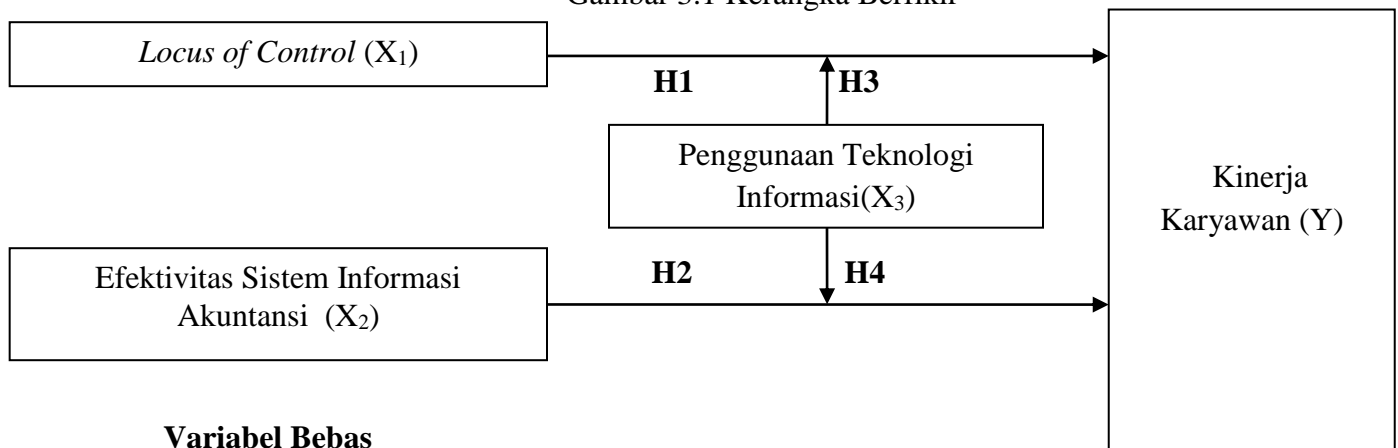 Gambar 3.1 Kerangka Berfikir
Locus of Control (X₁)
H1
H3
Penggunaan Teknologi
Informasi(X₃)
Kinerja
Karyawan (Y)
Efektivitas Sistem Informasi
Akuntansi (X₂)
H2
H4
Variabel Bebas